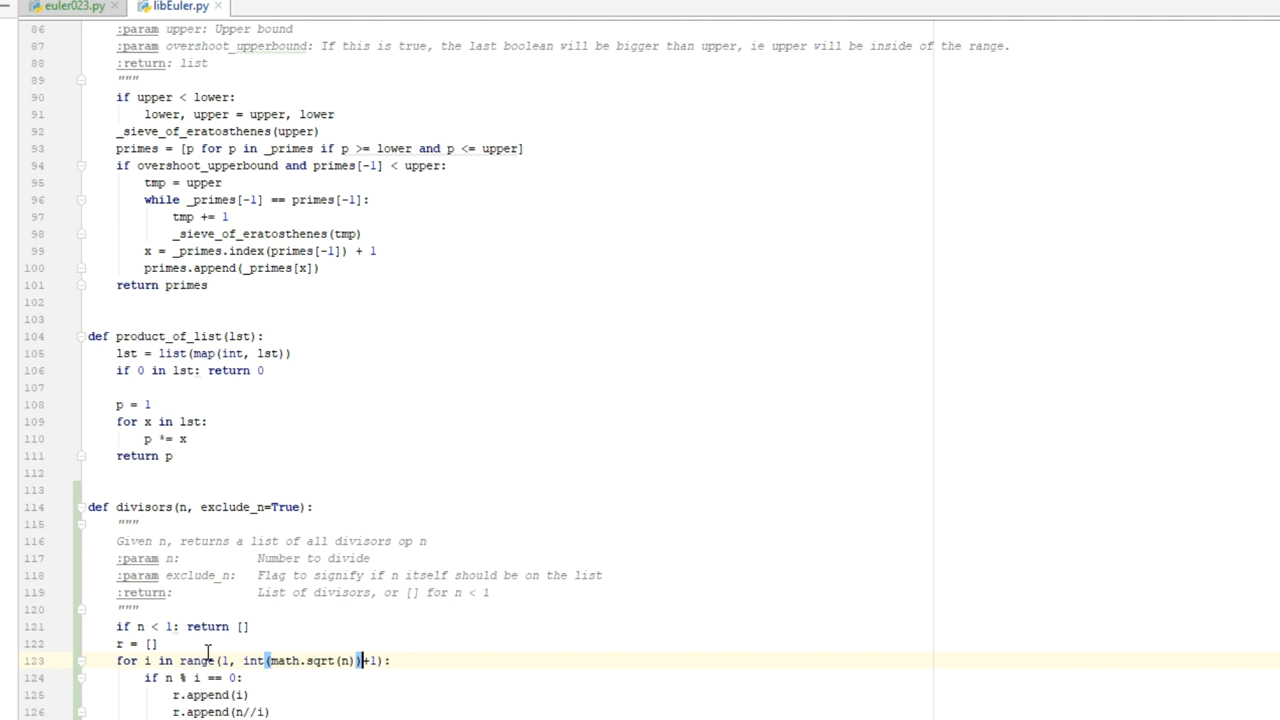 euler023.py libEuler.py
86 :param upper: Upper bound
87 :param overshoot_upperbound: If this is true, the last boolean will be bigger than upper, ie upper will be inside of the range.
88 :return: list
89 """
90 if upper < lower:
91 lower, upper = upper, lower
92 _sieve_of_eratosthenes(upper)
93 primes = [p for p in _primes if p >= lower and p <= upper]
94 if overshoot_upperbound and primes[-1] < upper:
95 tmp = upper
96 while _primes[-1] == primes[-1]:
97 tmp += 1
98 _sieve_of_eratosthenes(tmp)
99 x = _primes.index(primes[-1]) + 1
100 primes.append(_primes[x])
101 return primes
102
103
104 def product_of_list(lst):
105 lst = list(map(int, lst))
106 if 0 in lst: return 0
107
108 p = 1
109 for x in lst:
110 p *= x
111 return p
112
113
114 def divisors(n, exclude_n=True):
115 """
116 Given n, returns a list of all divisors op n
117 :param n: Number to divide
118 :param exclude_n: Flag to signify if n itself should be on the list
119 :return: List of divisors, or [] for n < 1
120 """
121 if n < 1: return []
122 r = []
123 for i in range(1, int(math.sqrt(n))+1):
124 if n % i == 0:
125 r.append(i)
126 r.append(n//i)